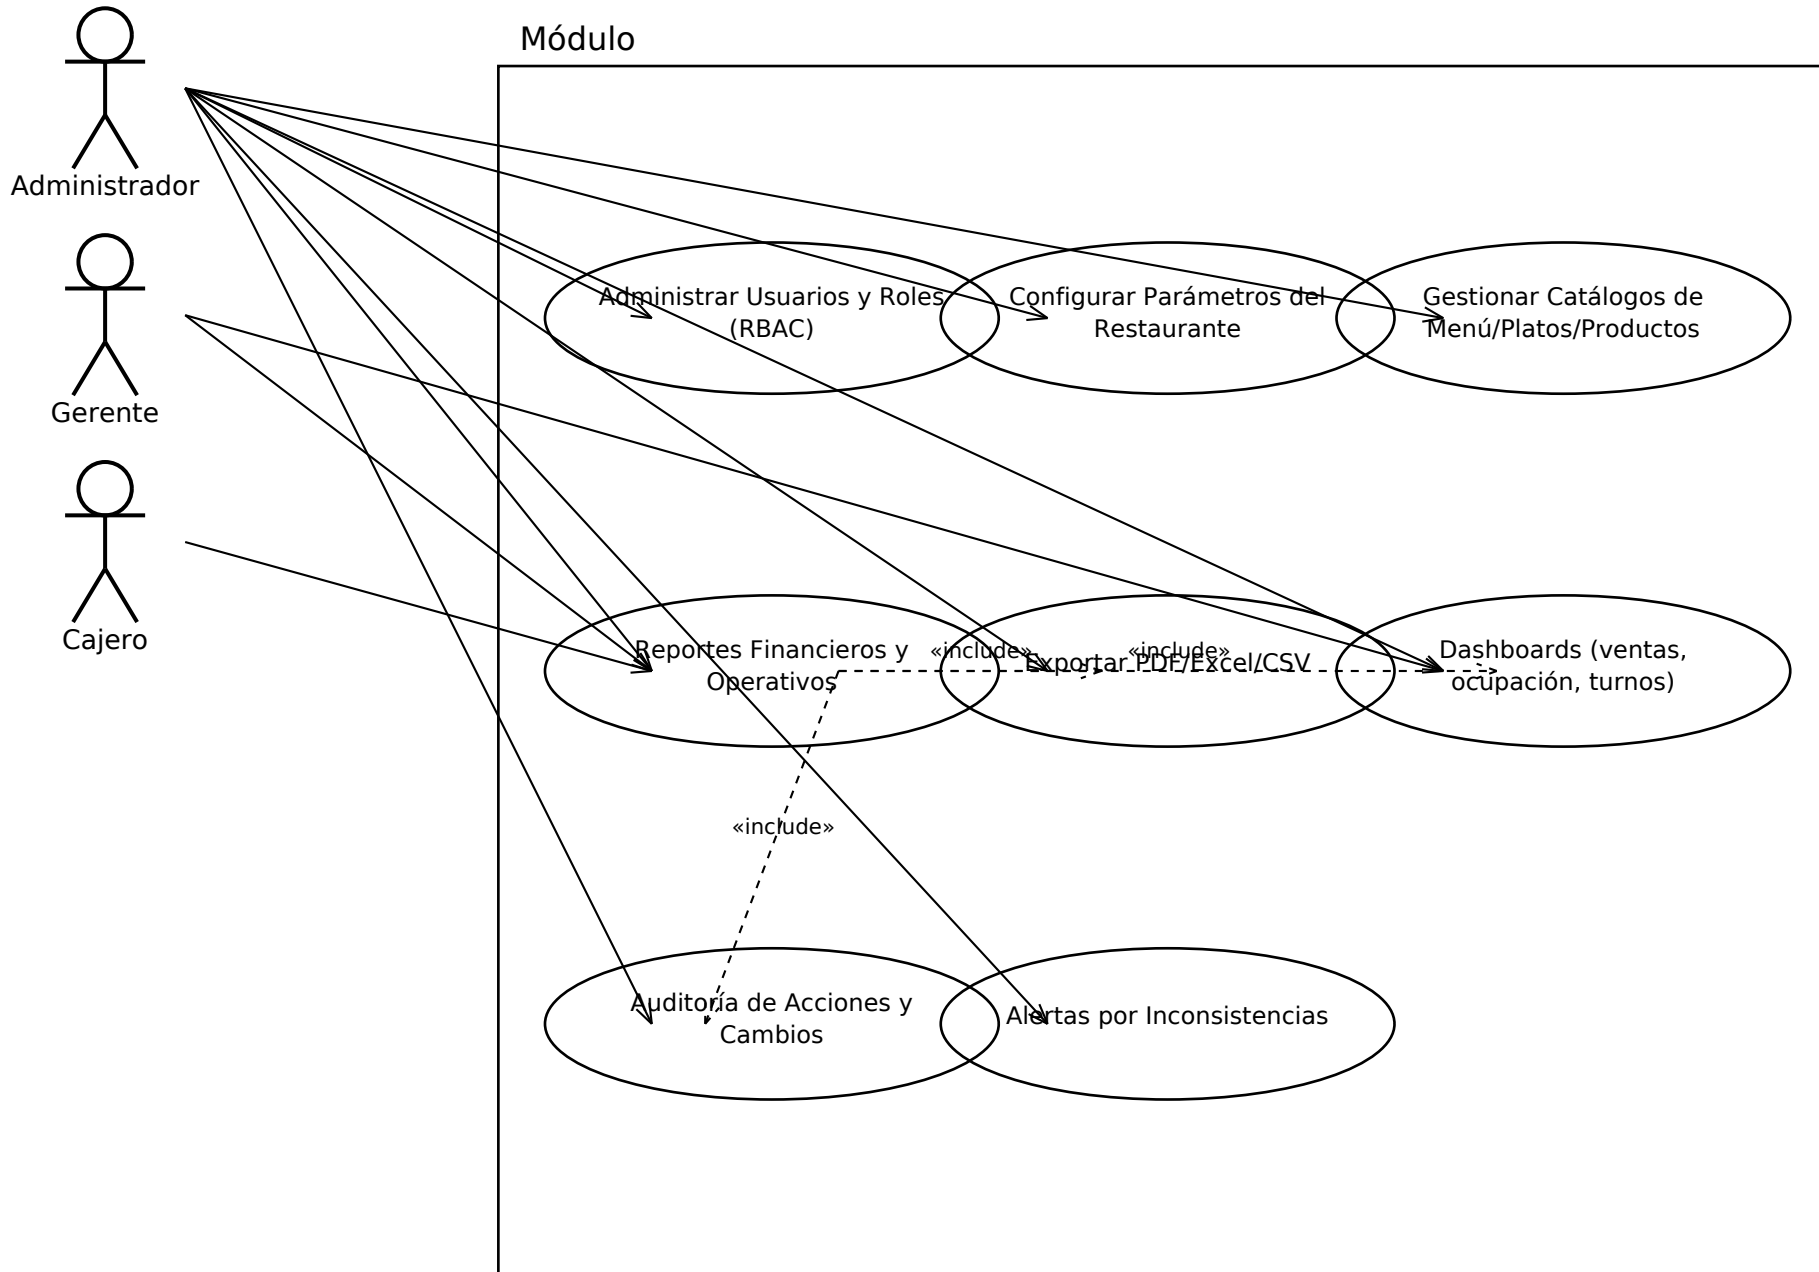 Módulo
Administrador
Gerente
Cajero
Administrar Usuarios y Roles
(RBAC)
Configurar Parámetros del
Restaurante
Gestionar Catálogos de
Menú/Platos/Productos
Reportes Financieros y
Operativos
«include»
Exportar PDF/Excel/CSV
«include»
Dashboards (ventas,
ocupación, turnos)
«include»
Auditoría de Acciones y
Cambios
Alertas por Inconsistencias